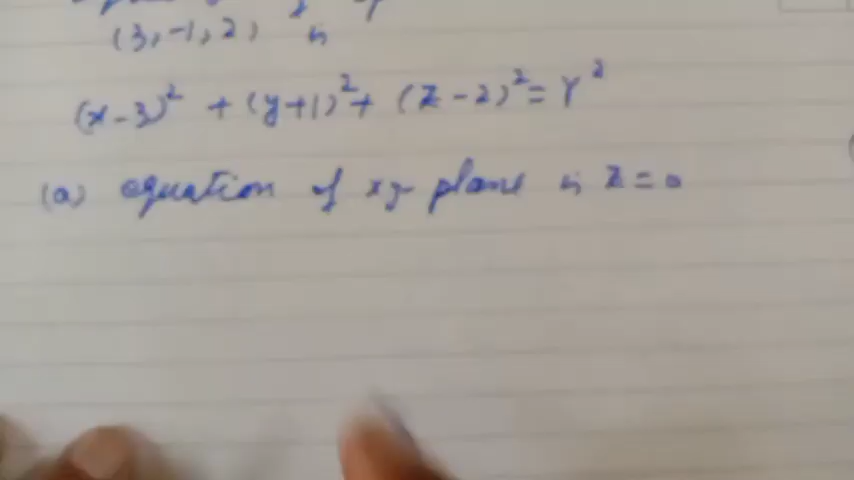 (3, -1, 2) is
(x-3)² + (y+1)² + (z-2)² = r²
(a) equation of xy plane is z = 0